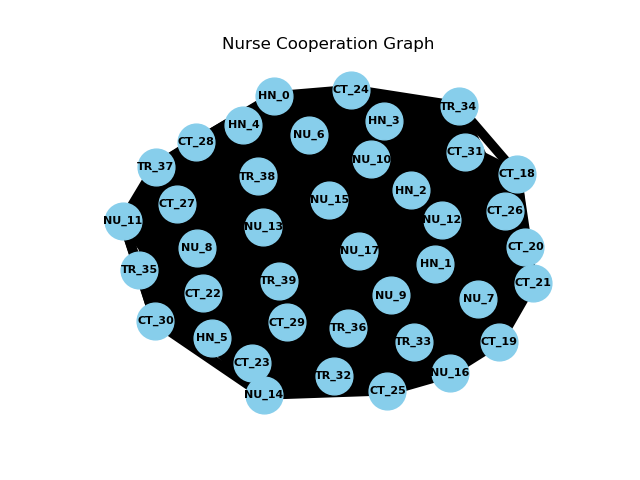 Nurse Cooperation Graph
CT_24
HN_0
TR_34
HN_3
HN_4
NU_6
CT_28
CT_31
NU_10
TR_37
CT_18
TR_38
HN_2
NU_15
CT_27
CT_26
NU_12
NU_11
NU_13
CT_20
NU_8
NU_17
HN_1
TR_35
TR_39
CT_21
CT_22
NU_9
NU_7
CT_30
CT_29
TR_36
HN_5
TR_33
CT_19
CT_23
NU_16
TR_32
CT_25
NU_14